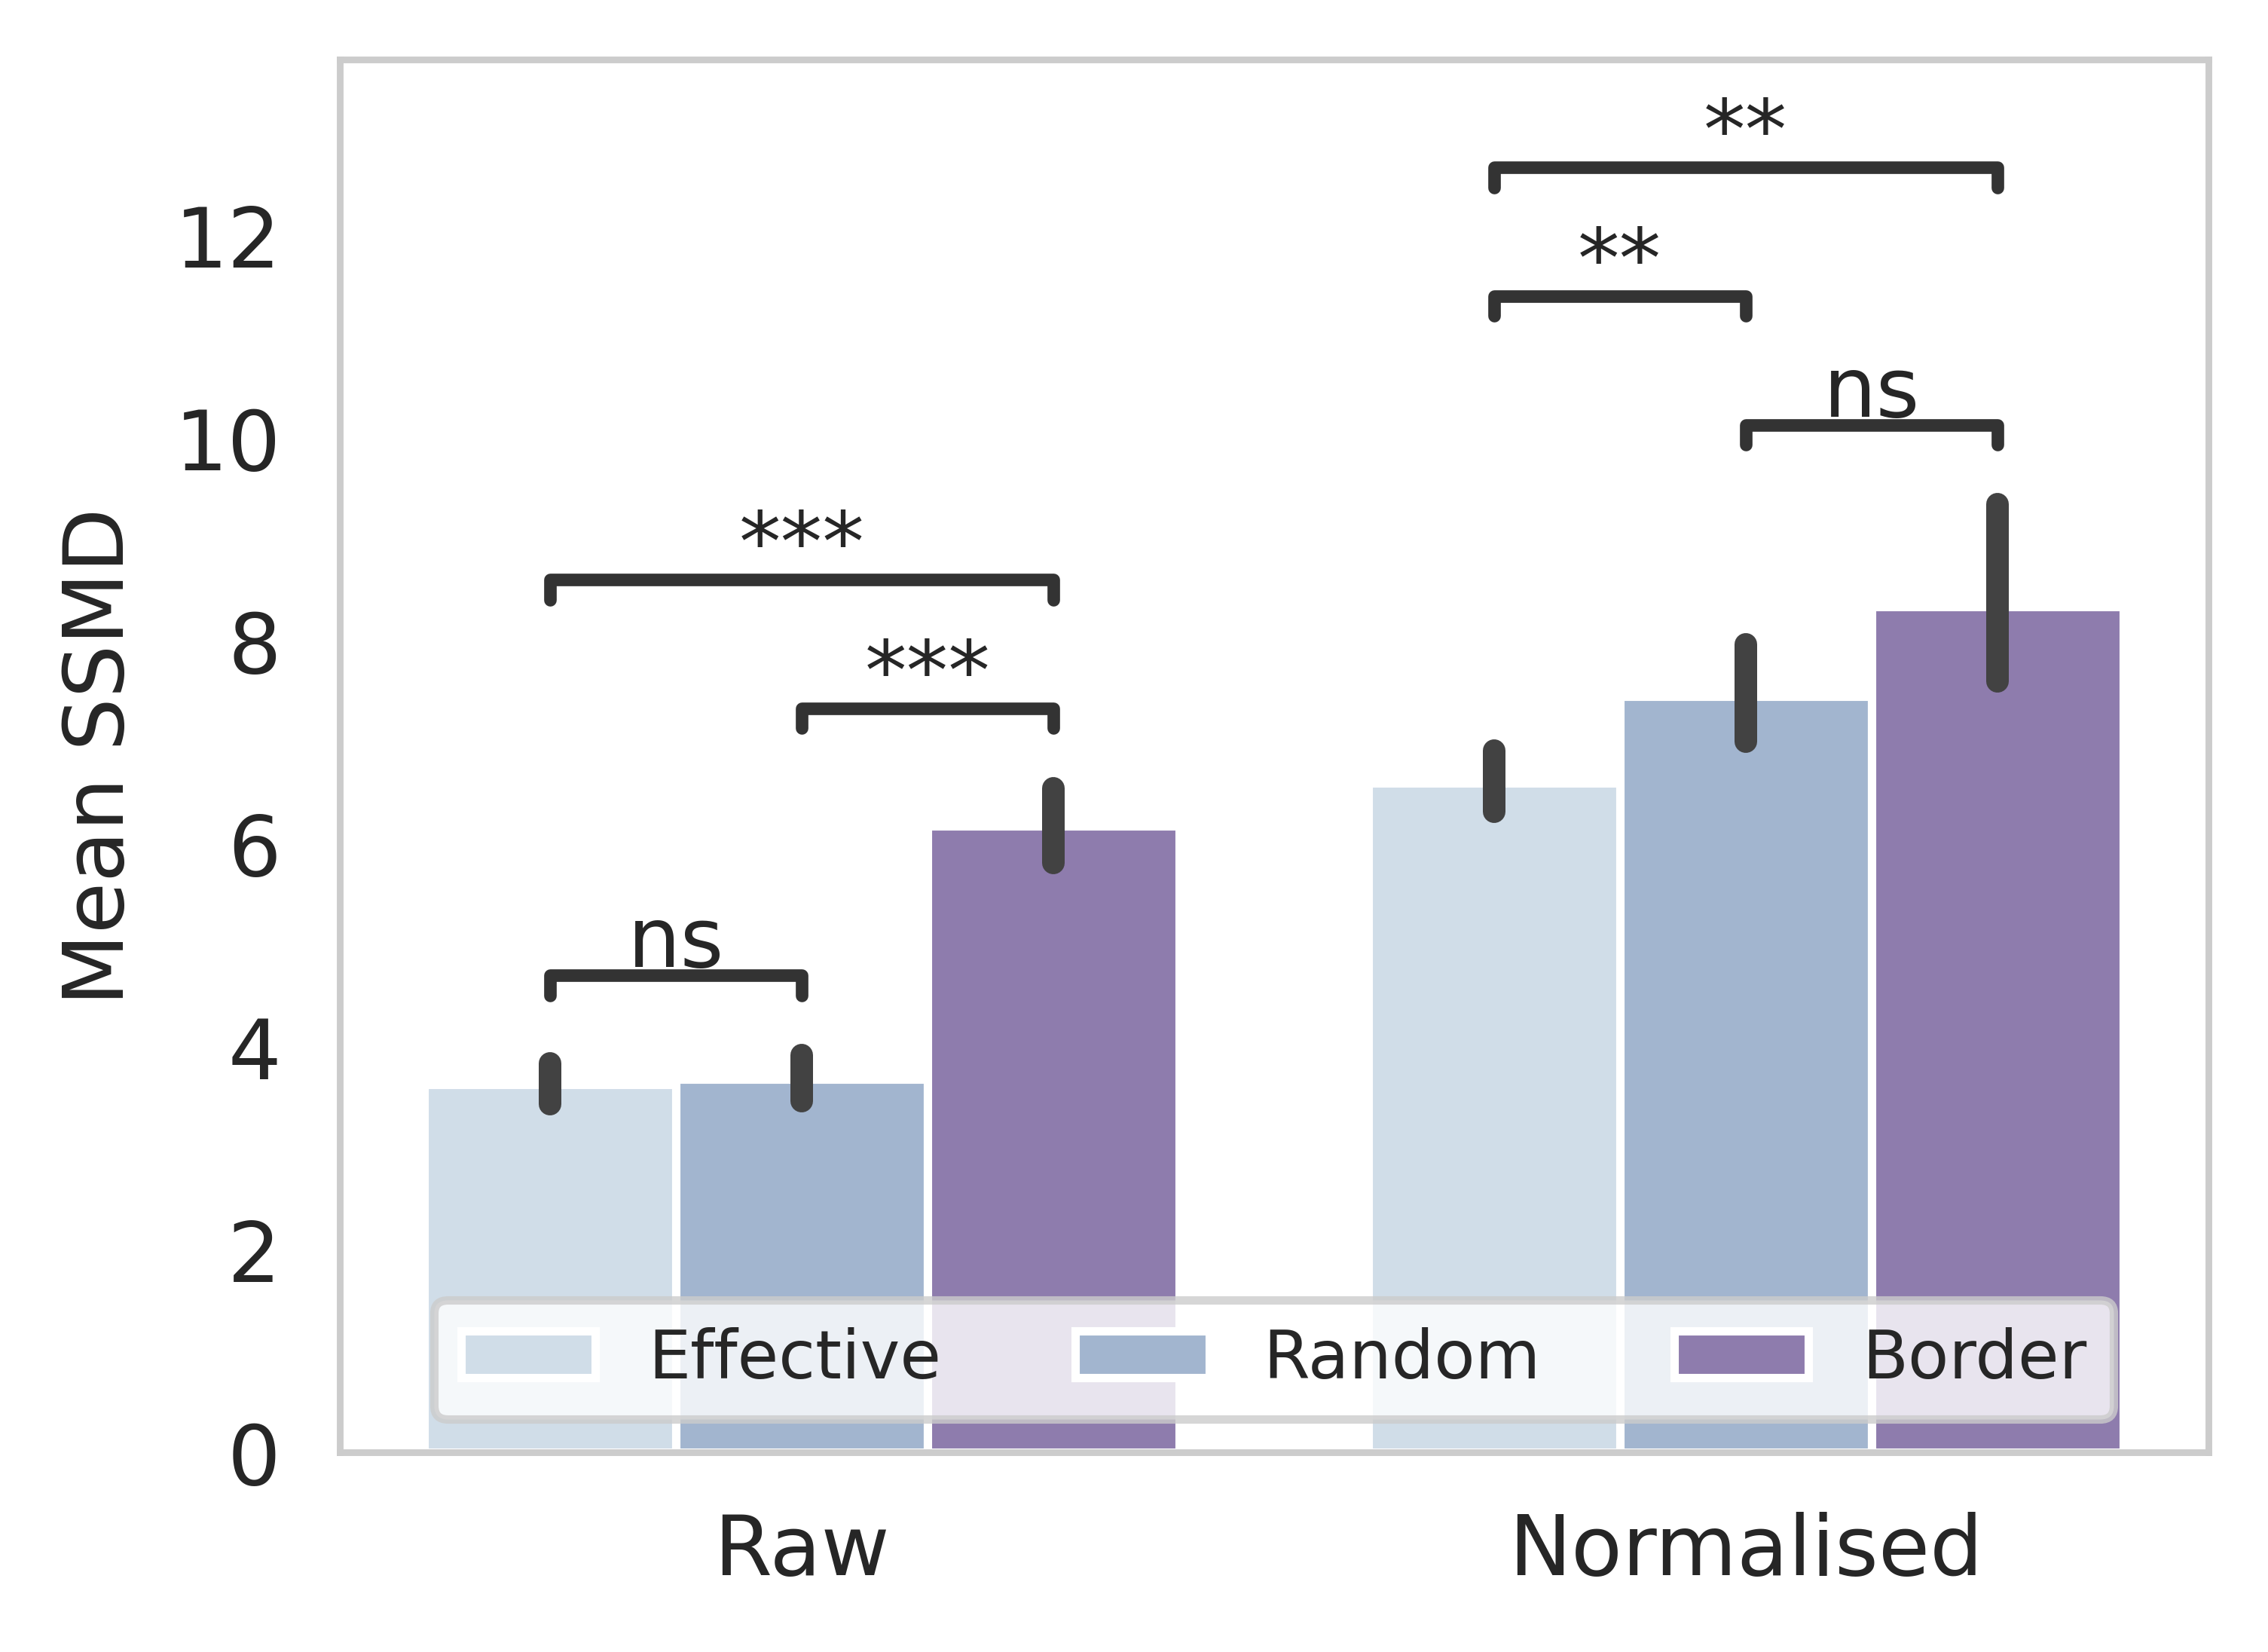 **
12
**
ns
10
***
8
***
Mean SSMD
6
ns
4
2
Effective Random Border
0
Raw Normalised